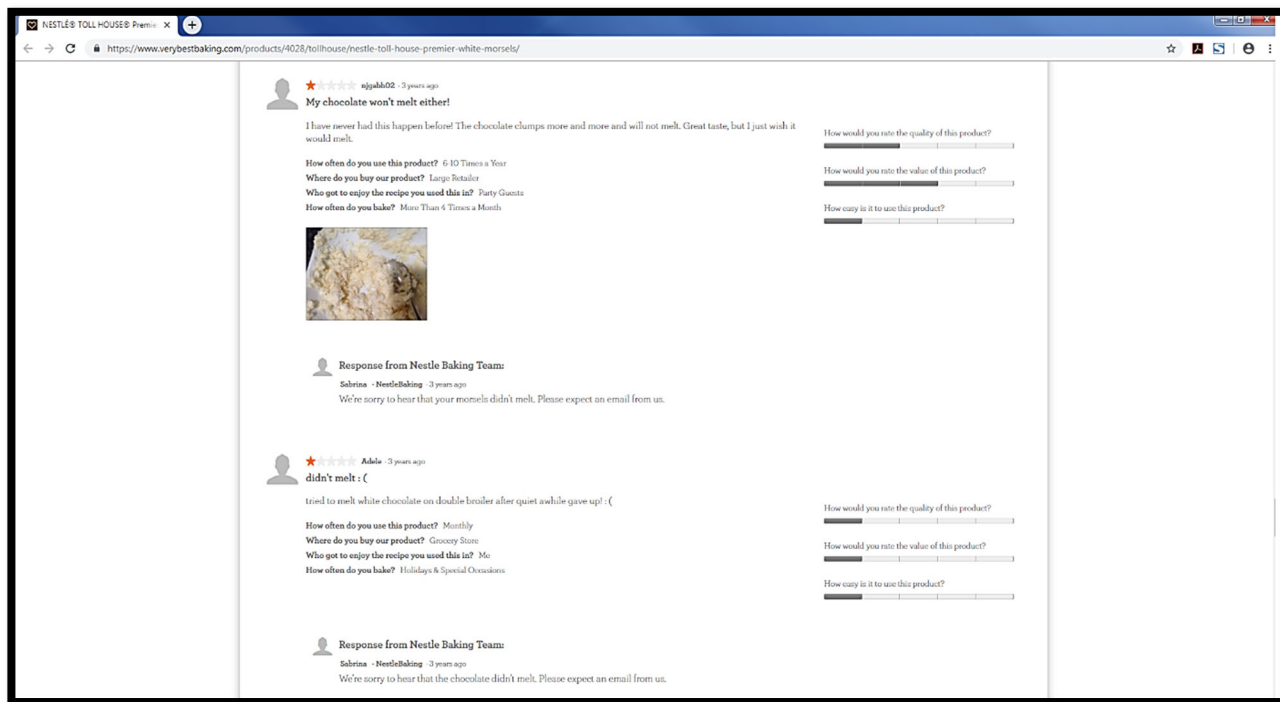 NESTLÉ® TOLL HOUSE® Premie
https://www.verybestbaking.com/products/4028/tollhouse/nestle-toll-house-premier-white-morsels/
njgabh02 - 3 years ago
My chocolate won't melt either!
I have never had this happen before! The chocolate clumps more and more and will not melt. Great taste, but I just wish it
would melt.
How often do you use this product? 6-10 Times a Year
Where do you buy our product? Large Retailer
Who got to enjoy the recipe you used this in? Party Guests
How often do you bake? More Than 4 Times a Month
How would you rate the quality of this product?
How would you rate the value of this product?
How easy is it to use this product?
Response from Nestle Baking Team:
Sabrina - NestleBaking - 3 years ago
We're sorry to hear that your morsels didn't melt. Please expect an email from us.
Adela - 3 years ago
didn't melt : (
tried to melt white chocolate on double broiler after quiet awhile gave up! : (
How often do you use this product? Monthly
Where do you buy our product? Grocery Store
Who got to enjoy the recipe you used this in? Me
How often do you bake? Holidays & Special Occasions
How would you rate the quality of this product?
How would you rate the value of this product?
How easy is it to use this product?
Response from Nestle Baking Team:
Sabrina - NestleBaking - 3 years ago
We're sorry to hear that the chocolate didn't melt. Please expect an email from us.